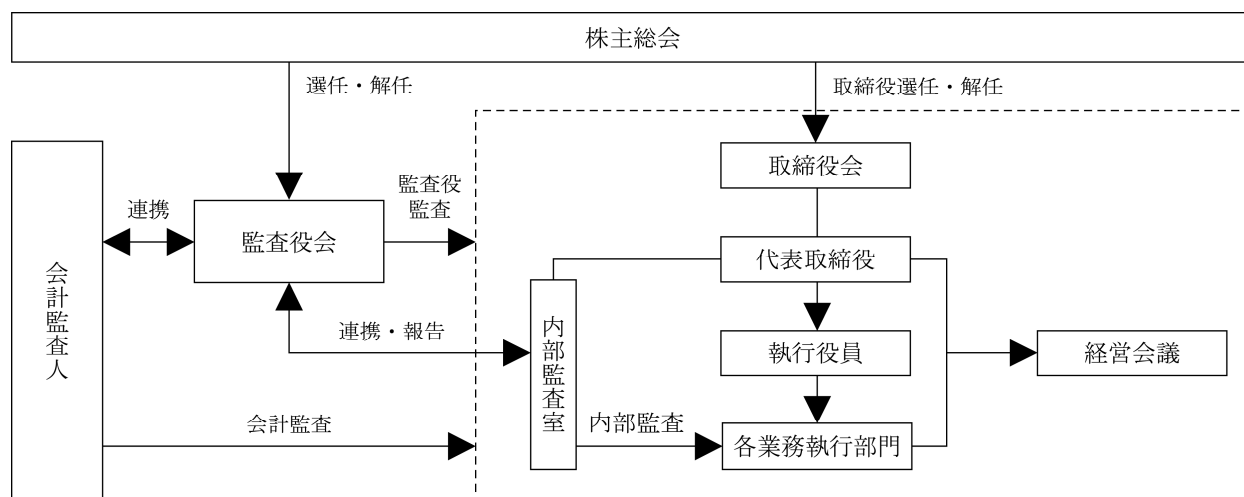 株主総会
選任・解任
取締役選任・解任
取締役会
監査役
監査
連携
監査役会
代表取締役
会計監査人
連携・報告
内部監査室
執行役員
経営会議
会計監査
内部監査
各業務執行部門